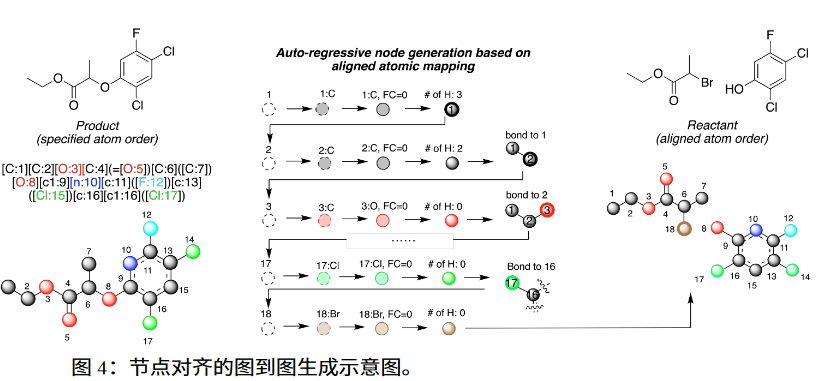 F
Cl
O
O
O
Cl
Product
(specified atom order)
[C:1][C:2][O:3][C:4](=[O:5])[C:6]([C:7])
[O:8][c1:9][n:10][c:11]([F:12])[c:13]
([Cl:15])[c:16][c1:16]([Cl:17])
12
14
7
10
13
11
2
4
9
15
3
6
8
16
5
17
Auto-regressive node generation based on
aligned atomic mapping
1
1:C
1:C, FC=0
# of H: 3
1
2
2:C
2:C, FC=0
# of H: 2
bond to 1
1
2
3
3:C
3:O, FC=0
# of H: 0
bond to 2
1
3
2
......
17
17:Cl
17:Cl, FC=0
# of H: 0
Bond to 16
17
16
18
18:Br
18:Br, FC=0
# of H: 0
O
O
Br
F
Cl
HO
Cl
Reactant
(aligned atom order)
5
1
3
6
7
2
4
18
8
10
12
9
11
17
16
13
15
14
图 4：节点对齐的图到图生成示意图。